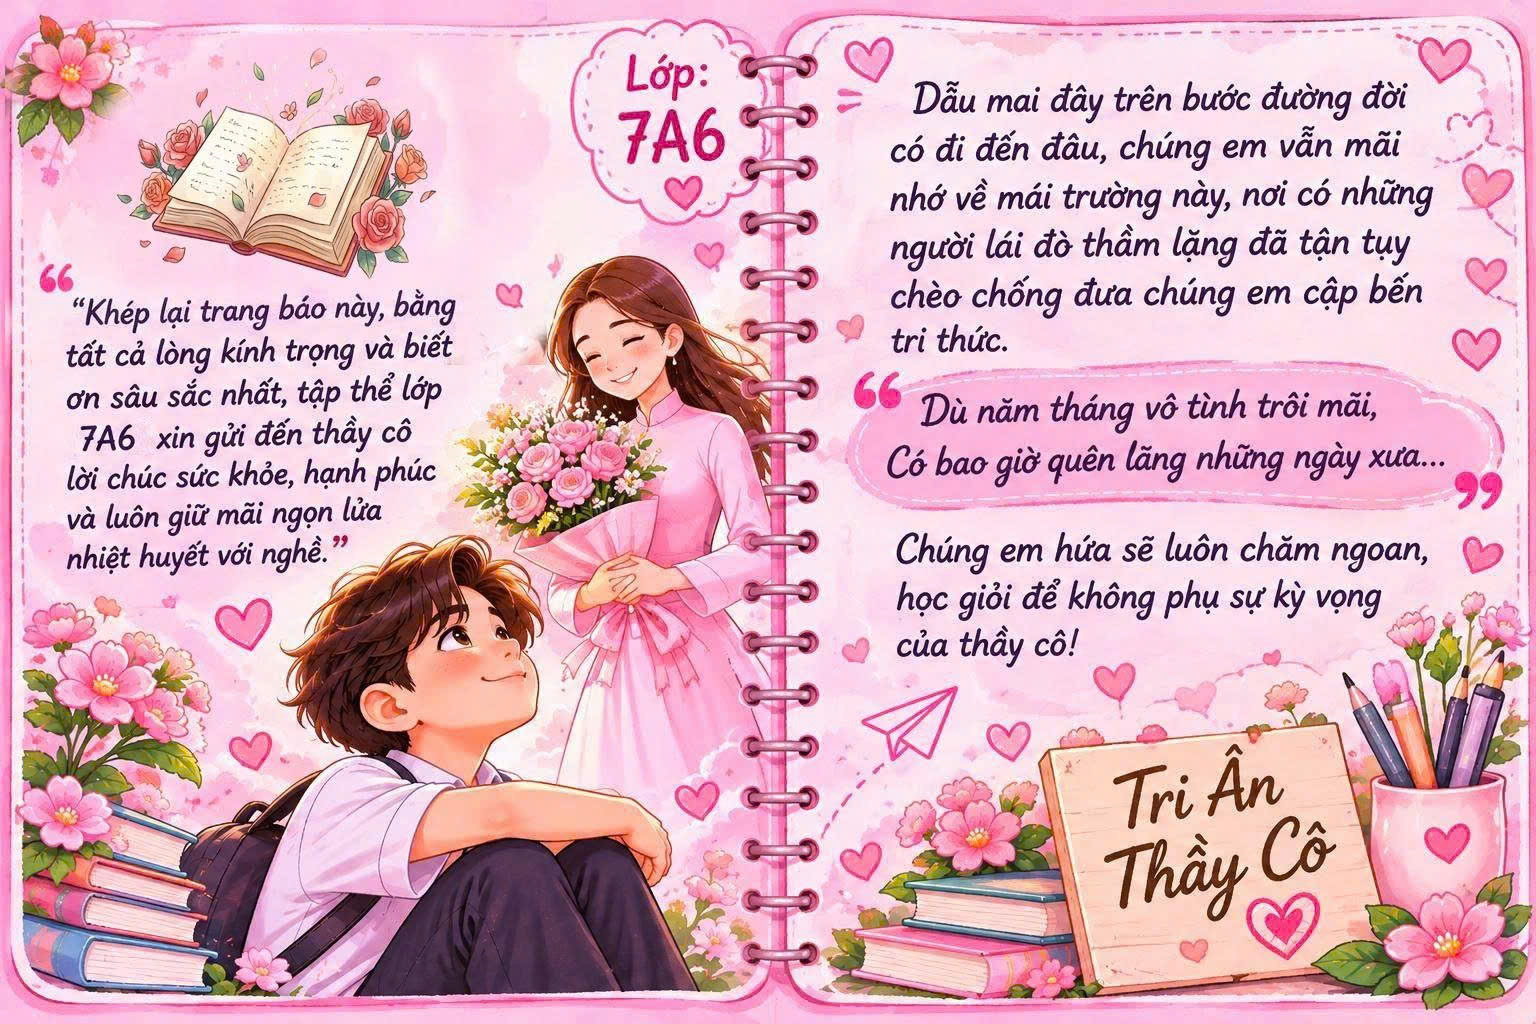 Lớp:
7A6
“
“Khép lại trang báo này, bằng
tất cả lòng kính trọng và biết
ơn sâu sắc nhất, tập thể lớp
7A6 xin gửi đến thầy cô
lời chúc sức khỏe, hạnh phúc
và luôn giữ mãi ngọn lửa
nhiệt huyết với nghề.”
Dẫu mai đây trên bước đường đời
có đi đến đâu, chúng em vẫn mãi
nhớ về mái trường này, nơi có những
người lái đò thầm lặng đã tận tụy
chèo chống đưa chúng em cập bến
tri thức.
“ Dù năm tháng vô tình trôi mãi,
Có bao giờ quên lãng những ngày xưa... ”
Chúng em hứa sẽ luôn chăm ngoan,
học giỏi để không phụ sự kỳ vọng
của thầy cô!
Tri Ân
Thầy Cô